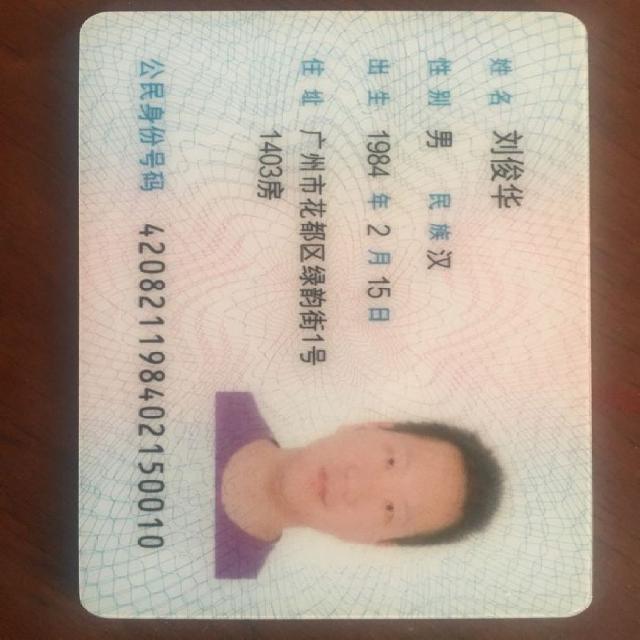 姓名 刘俊华
性别 男 民族 汉
出生 1984 年 2 月 15 日
住址 广州市花都区绿韵街1号
1403房
公民身份号码 420821198402150010